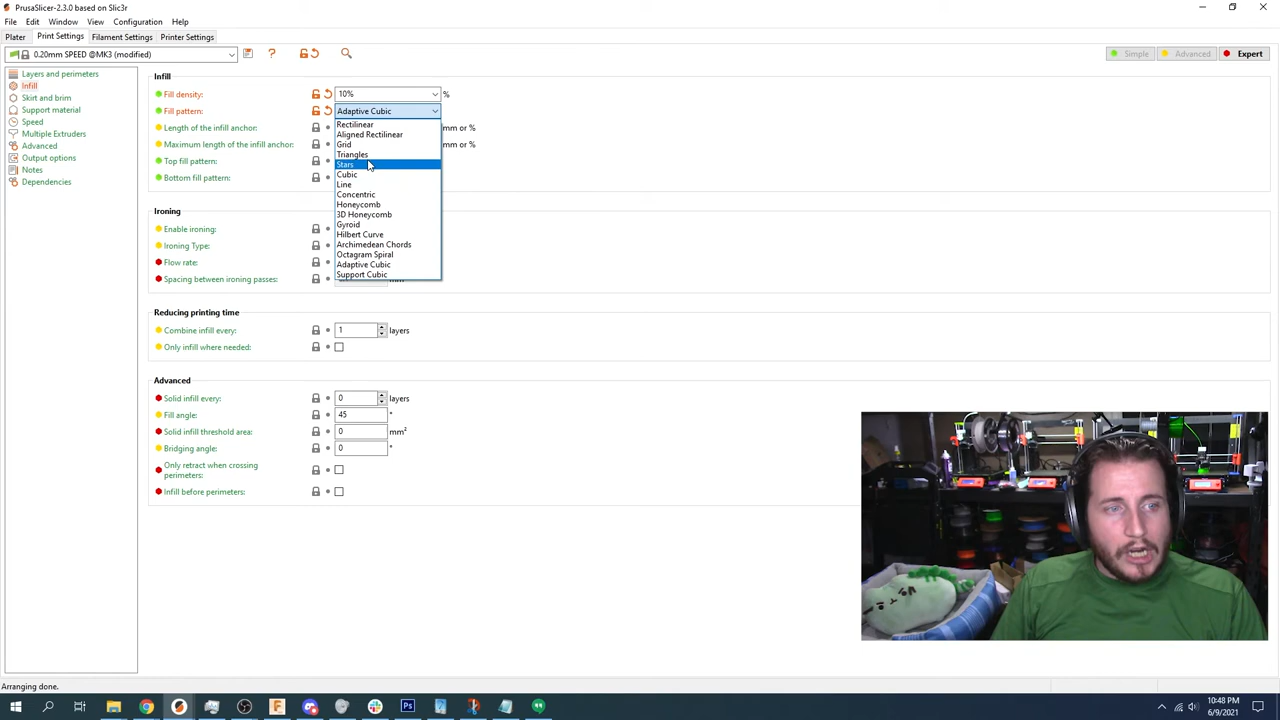 PrusaSlicer-2.3.0 based on Slic3r
File Edit Window View Configuration Help
Plater Print Settings Filament Settings Printer Settings
0.20mm SPEED @MK3 (modified) ? Simple Advanced Expert
Layers and perimeters
Infill
Skirt and brim
Support material
Speed
Multiple Extruders
Advanced
Output options
Notes
Dependencies
Infill
Fill density: 10% %
Fill pattern: Adaptive Cubic
Length of the infill anchor: mm or %
Maximum length of the infill anchor: mm or %
Top fill pattern:
Bottom fill pattern:
Rectilinear
Aligned Rectilinear
Grid
Triangles
Stars
Cubic
Line
Concentric
Honeycomb
3D Honeycomb
Gyroid
Hilbert Curve
Archimedean Chords
Octagram Spiral
Adaptive Cubic
Support Cubic
Ironing
Enable ironing:
Ironing Type:
Flow rate:
Spacing between ironing passes: mm
Reducing printing time
Combine infill every: 1 layers
Only infill where needed:
Advanced
Solid infill every: 0 layers
Fill angle: 45 °
Solid infill threshold area: 0 mm²
Bridging angle: 0 °
Only retract when crossing
perimeters:
Infill before perimeters:
Arranging done.
10:48 PM
6/9/2021